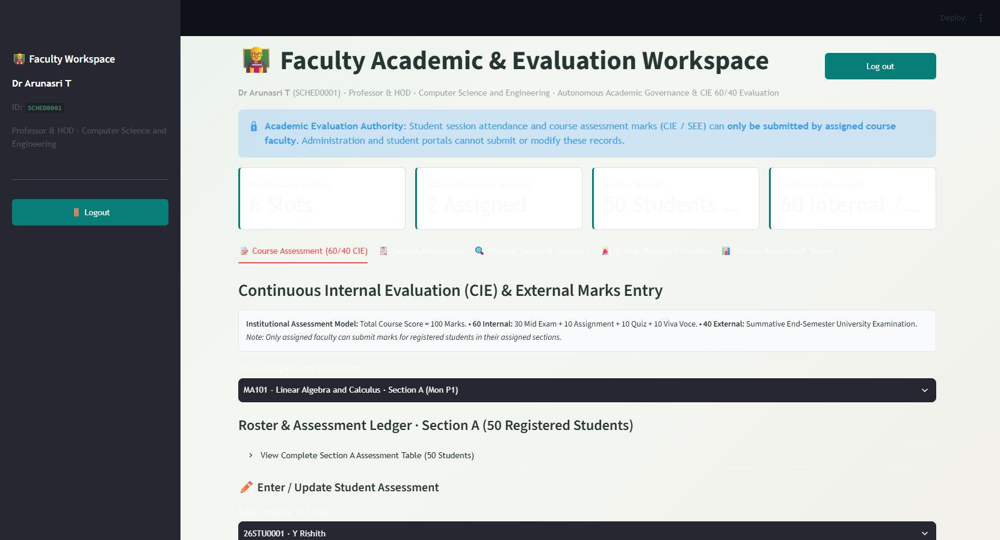 Deploy
Faculty Workspace
Dr Arunasri T
ID: SCHED0001
Professor & HOD · Computer Science and
Engineering
Logout
Faculty Academic & Evaluation Workspace
Log out
Dr Arunasri T (SCHED0001) · Professor & HOD · Computer Science and Engineering · Autonomous Academic Governance & CIE 60/40 Evaluation
Academic Evaluation Authority: Student session attendance and course assessment marks (CIE / SEE) can only be submitted by assigned course
faculty. Administration and student portals cannot submit or modify these records.
Weekly Class Sessions
6 Slots
Assigned Courses / Sections
2 Assigned
Section Strength
50 Students ...
Evaluation Framework
60 Internal /...
Course Assessment (60/40 CIE)
Session Attendance
Student Search & Summary
At-Risk Student Detection
Section Analytics & Trends
Continuous Internal Evaluation (CIE) & External Marks Entry
Institutional Assessment Model: Total Course Score = 100 Marks. • 60 Internal: 30 Mid Exam + 10 Assignment + 10 Quiz + 10 Viva Voce. • 40 External: Summative End-Semester University Examination.
Note: Only assigned faculty can submit marks for registered students in their assigned sections.
Select Assigned Course & Section
MA101 - Linear Algebra and Calculus · Section A (Mon P1)
Roster & Assessment Ledger · Section A (50 Registered Students)
View Complete Section A Assessment Table (50 Students)
Enter / Update Student Assessment
Select Student to Grade
26STU0001 · Y Rishith